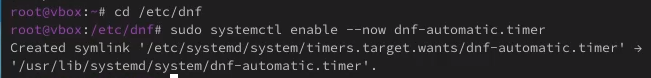 root@vbox:~# cd /etc/dnf
root@vbox:/etc/dnf# sudo systemctl enable --now dnf-automatic.timer
Created symlink '/etc/systemd/system/timers.target.wants/dnf-automatic.timer' →
'/usr/lib/systemd/system/dnf-automatic.timer'.